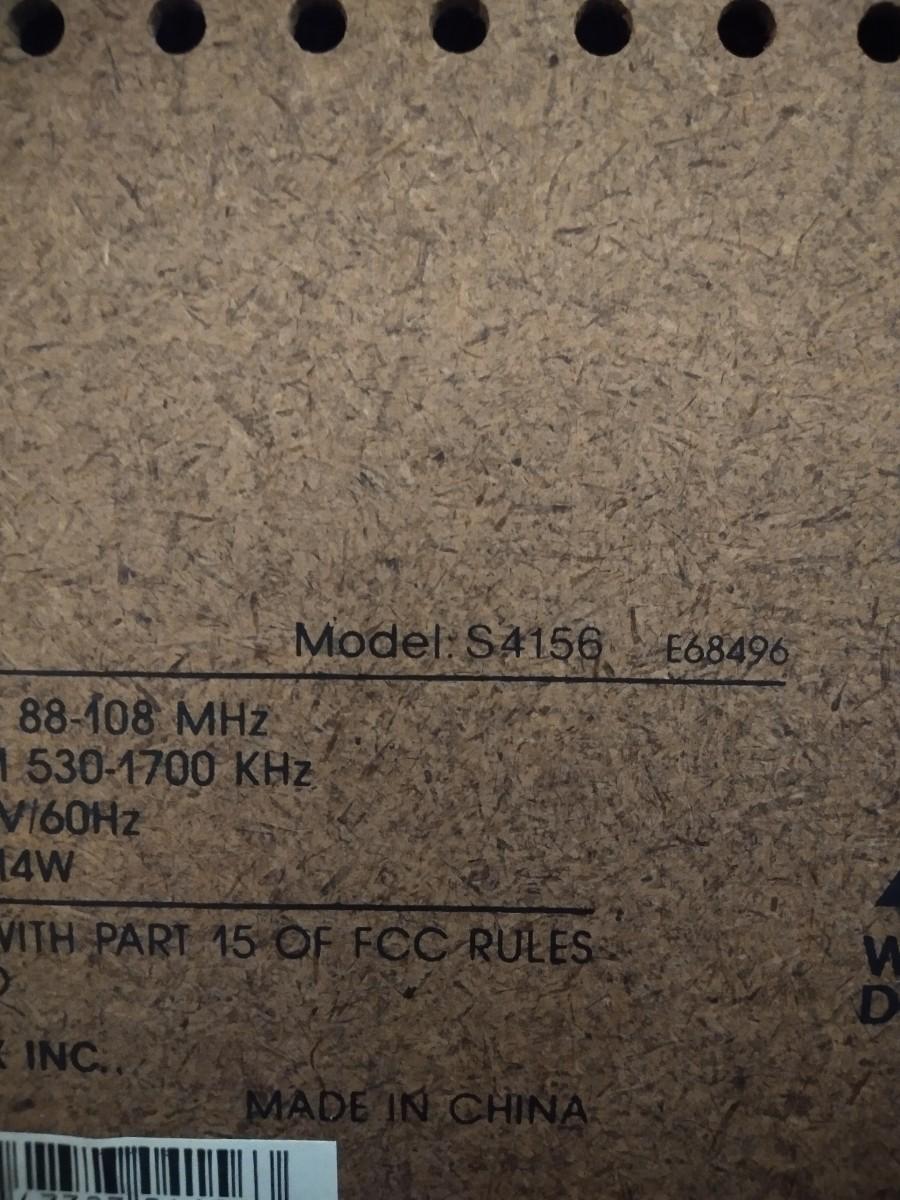 Model: S4156 E68496
88-108 MHz
530-1700 KHz
V/60Hz
14W
WITH PART 15 OF FCC RULES
INC..
MADE IN CHINA